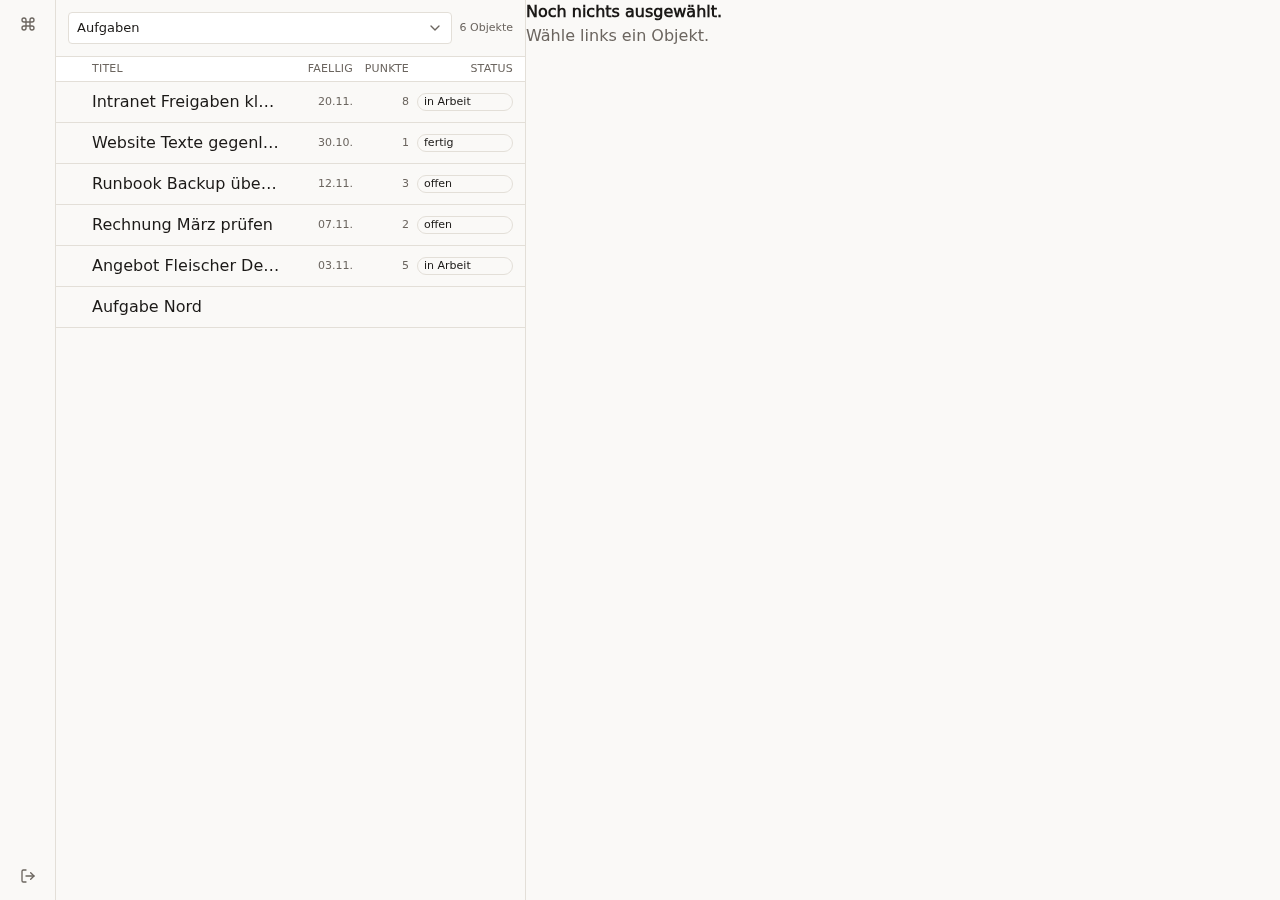 ⌘
Aufgaben
6 Objekte
TITEL FAELLIG PUNKTE STATUS
Intranet Freigaben kl… 20.11. 8 in Arbeit
Website Texte gegenl… 30.10. 1 fertig
Runbook Backup übe… 12.11. 3 offen
Rechnung März prüfen 07.11. 2 offen
Angebot Fleischer De… 03.11. 5 in Arbeit
Aufgabe Nord
Noch nichts ausgewählt.
Wähle links ein Objekt.